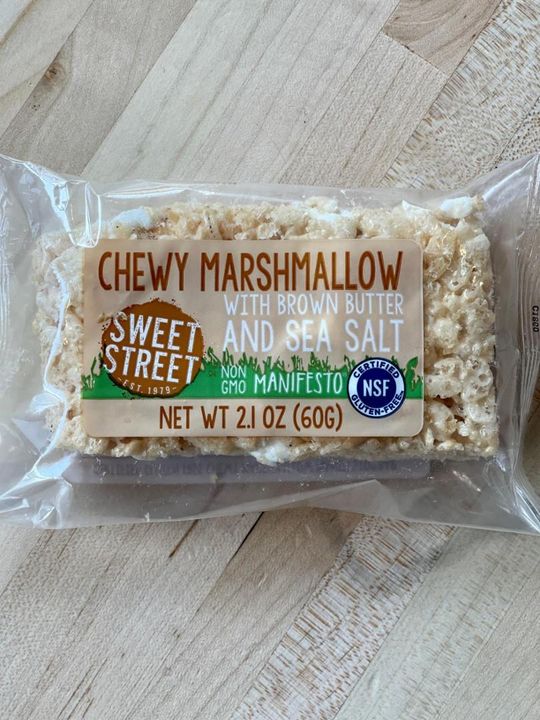 CHEWY MARSHMALLOW
WITH BROWN BUTTER
AND SEA SALT
SWEET
STREET
EST. 1979
NON
GMO
MANIFESTO
CERTIFIED
NSF
GLUTEN-FREE
NET WT 2.1 OZ (60G)